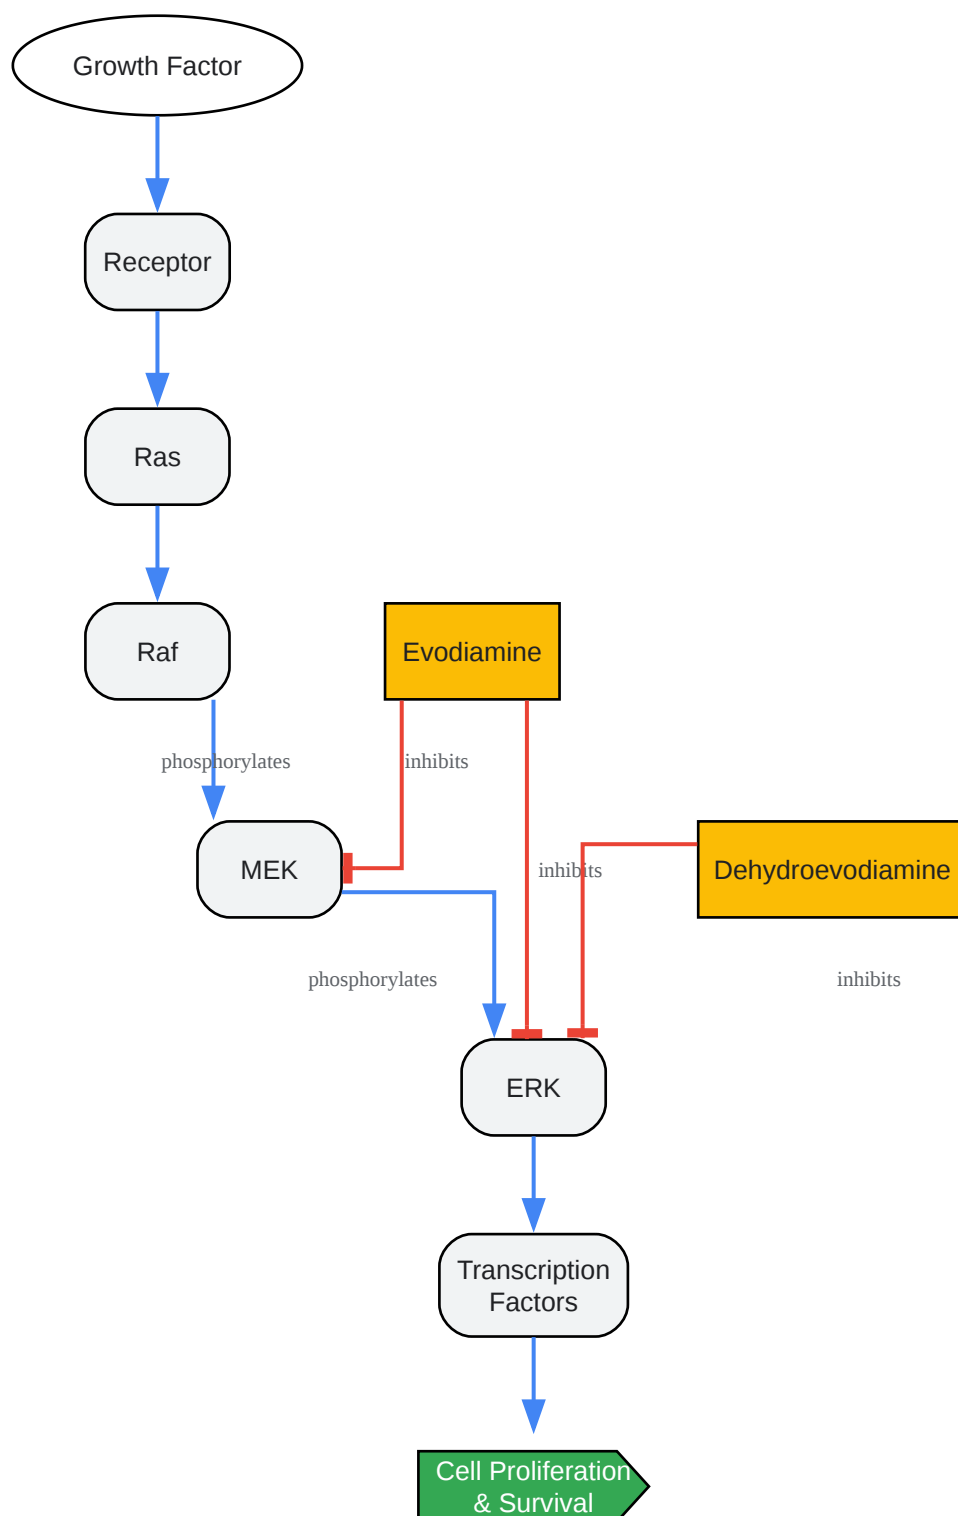 Growth Factor
Receptor
Ras
Raf
Evodiamine
phosphorylates
inhibits
MEK
inhibits
Dehydroevodiamine
phosphorylates
inhibits
ERK
Transcription
Factors
Cell Proliferation
& Survival